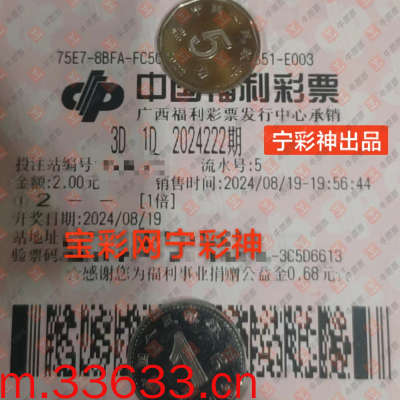 75E7-8BFA-FC5
51-E003
中国福利彩票
广西福利彩票发行中心承销
3D 1D 2024222期
宁彩神出品
投注站编号: 流水号:5
金额:2.00元 销售时间:2024/08/19-19:56:44
① 2 — — [1倍]
开奖日期:2024/08/19
站地址
宝彩网宁彩神
验票码 -3C5D6613
☆感谢您为福利事业捐赠公益金0.68元☆
m.33633.cn